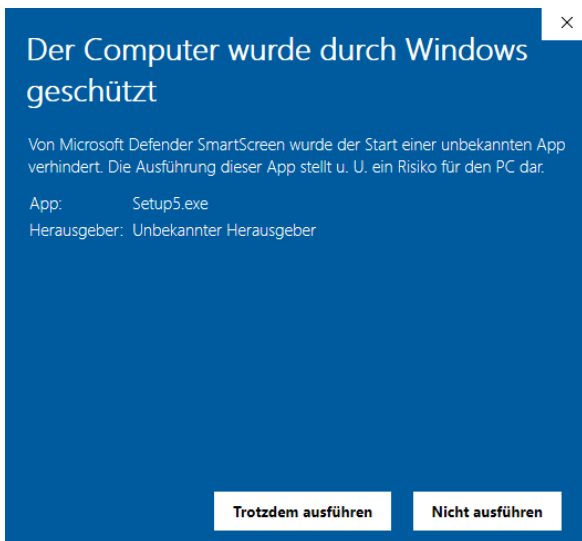 Der Computer wurde durch Windows
geschützt
Von Microsoft Defender SmartScreen wurde der Start einer unbekannten App
verhindert. Die Ausführung dieser App stellt u. U. ein Risiko für den PC dar.
App: Setup5.exe
Herausgeber: Unbekannter Herausgeber
Trotzdem ausführen Nicht ausführen